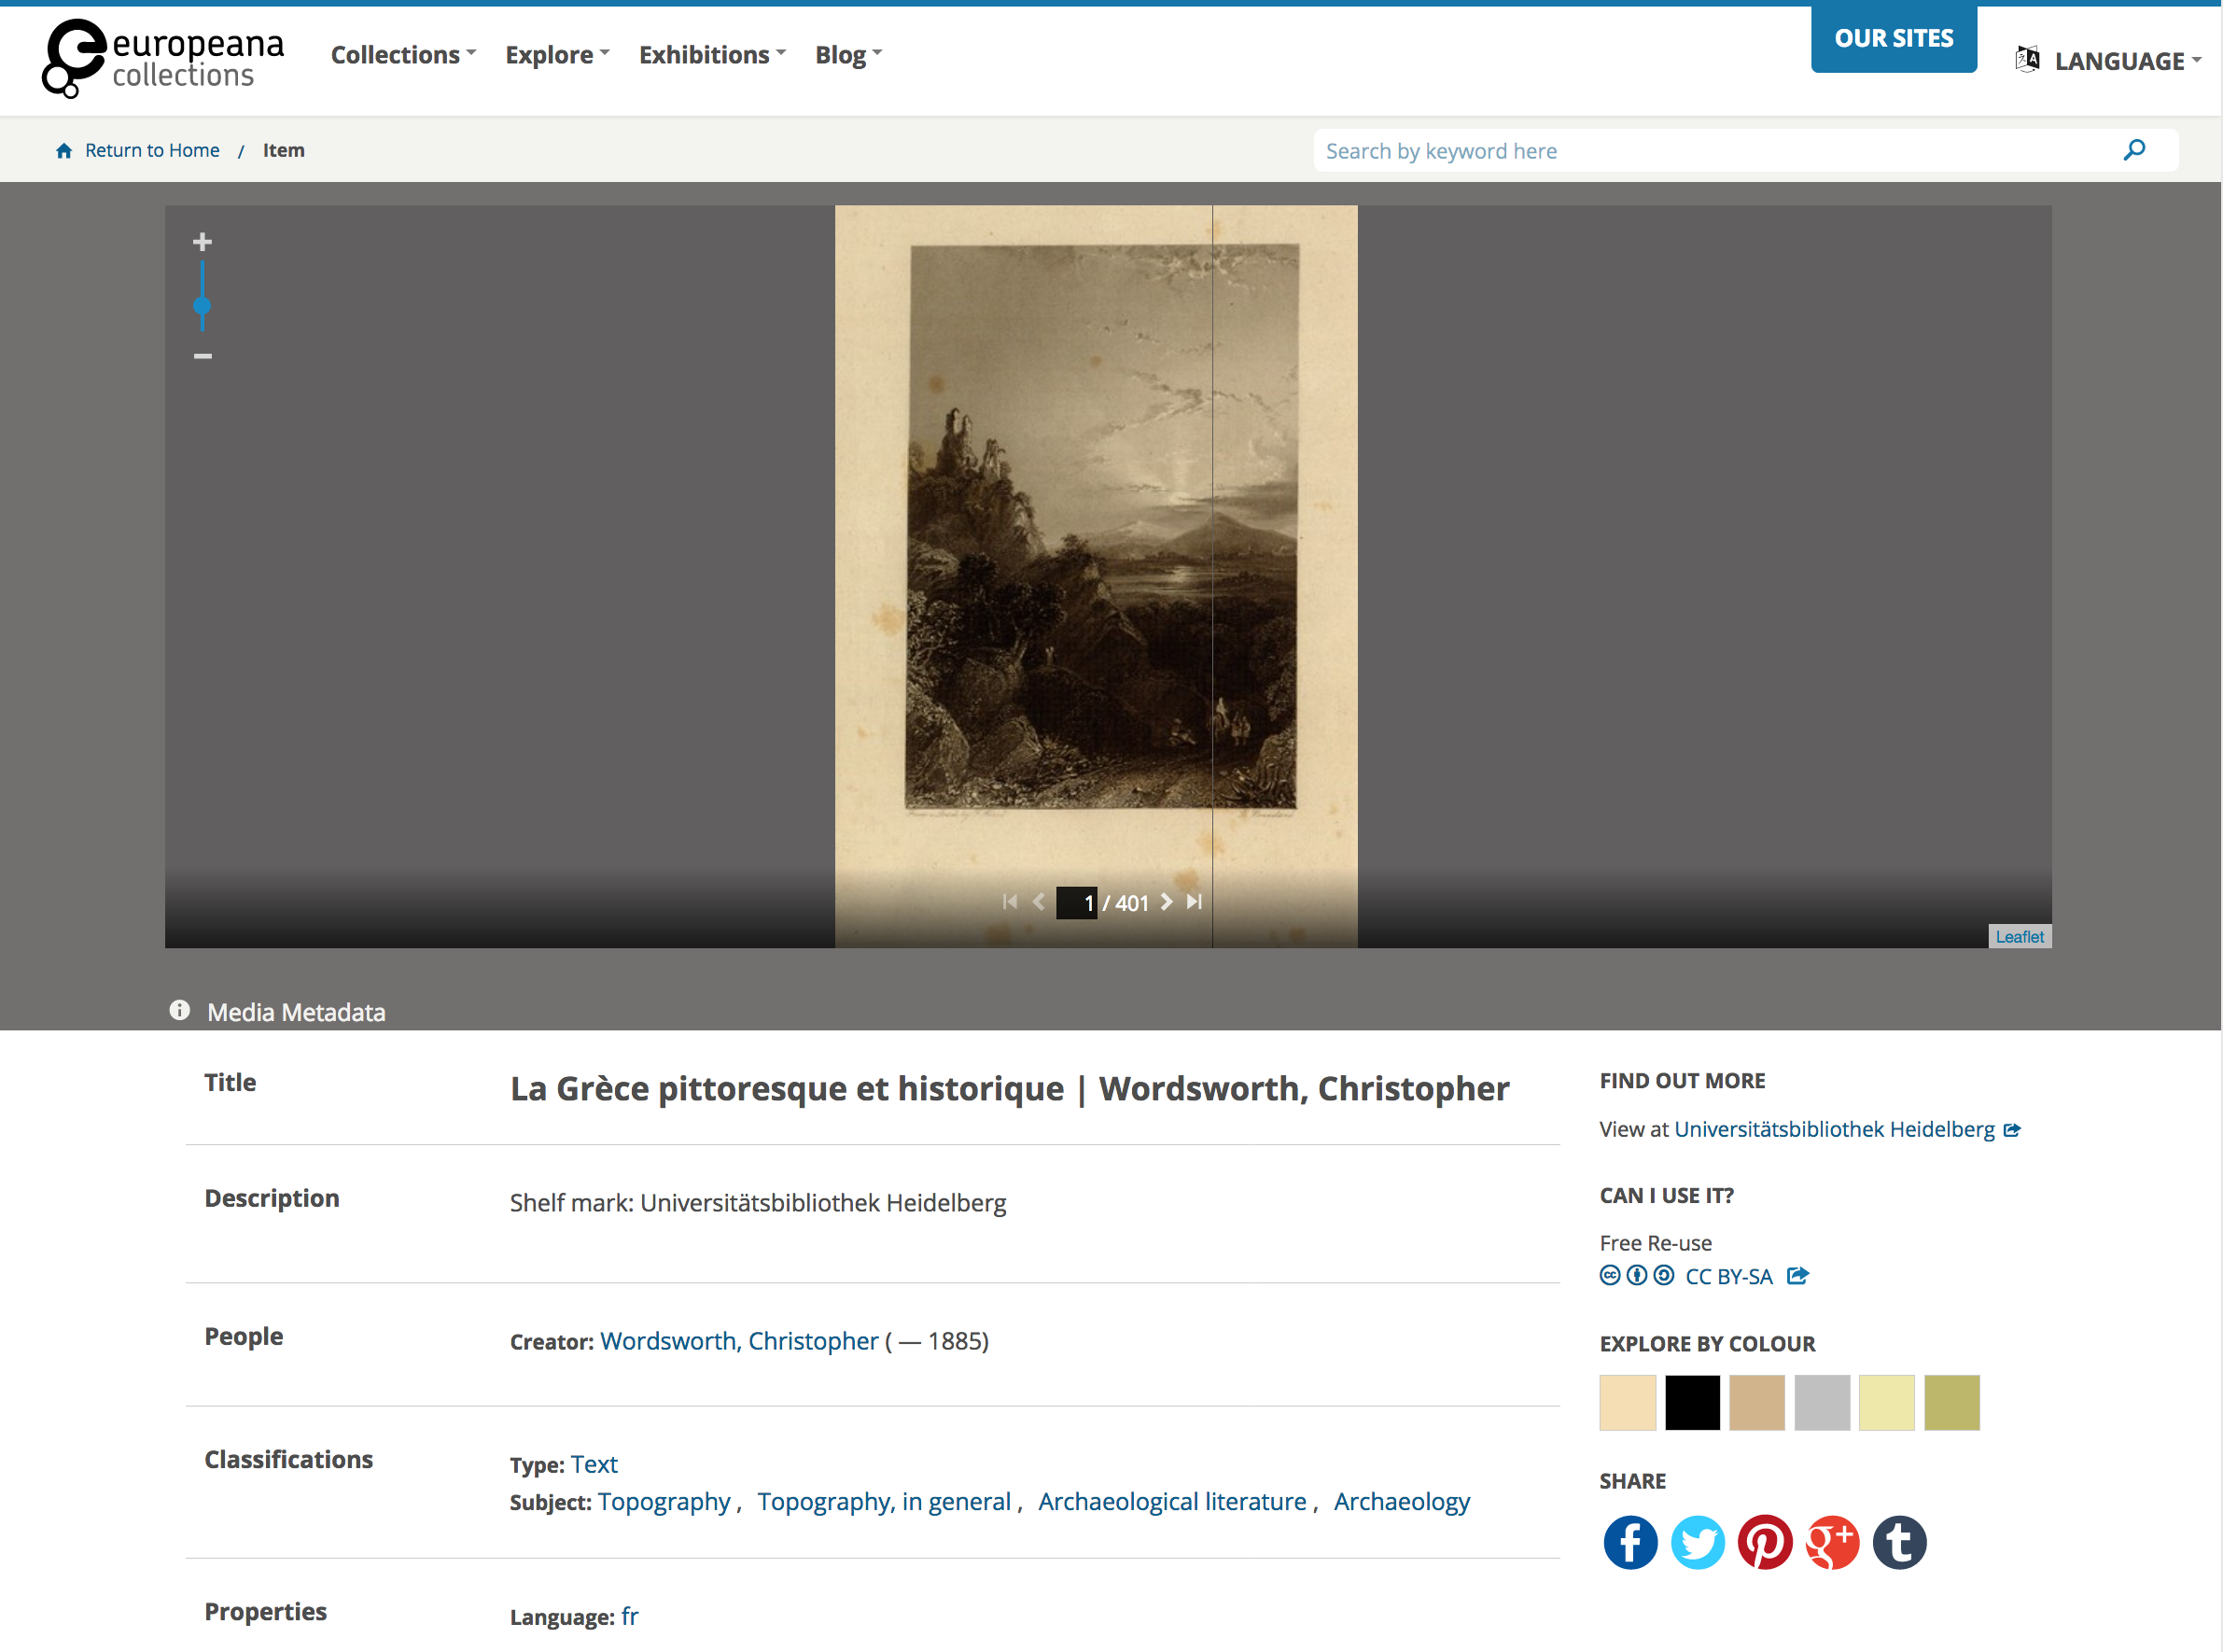 europeana
collections
Collections
Explore
Exhibitions
Blog
OUR SITES
LANGUAGE
Return to Home / Item
Search by keyword here
1 / 401
Leaflet
Media Metadata
Title
La Grèce pittoresque et historique | Wordsworth, Christopher
Description
Shelf mark: Universitätsbibliothek Heidelberg
People
Creator: Wordsworth, Christopher ( — 1885)
Classifications
Type: Text
Subject: Topography , Topography, in general , Archaeological literature , Archaeology
Properties
Language: fr
FIND OUT MORE
View at Universitätsbibliothek Heidelberg
CAN I USE IT?
Free Re-use
CC BY-SA
EXPLORE BY COLOUR
SHARE